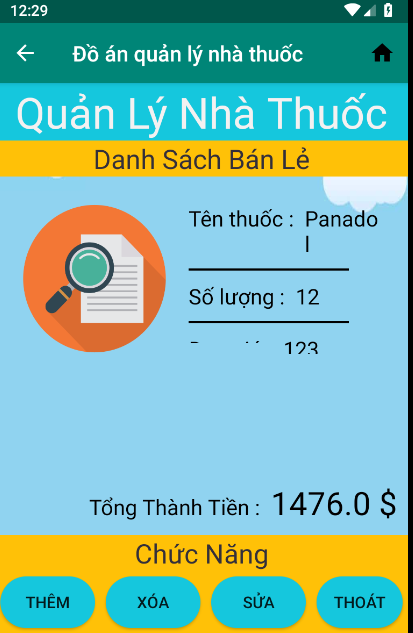 12:29
Đồ án quản lý nhà thuốc
Quản Lý Nhà Thuốc
Danh Sách Bán Lẻ
Tên thuốc : Panado
l
Số lượng : 12
123
Tổng Thành Tiền : 1476.0 $
Chức Năng
THÊM XÓA SỬA THOÁT